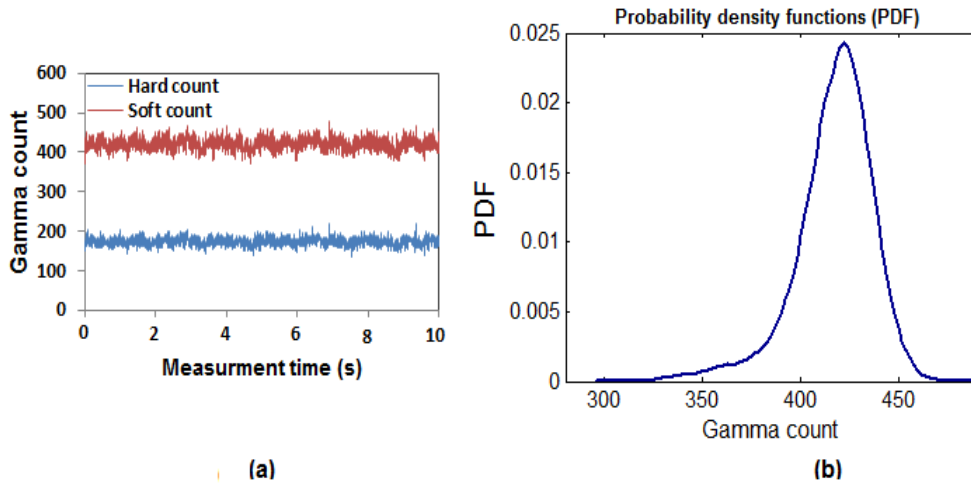 600
500
400
300
200
100
0
Hard count
Soft count
Gamma count
0 2 4 6 8 10
Measurment time (s)
(a)
Probability density functions (PDF)
0.025
0.02
0.015
0.01
0.005
0
PDF
300 350 400 450
Gamma count
(b)